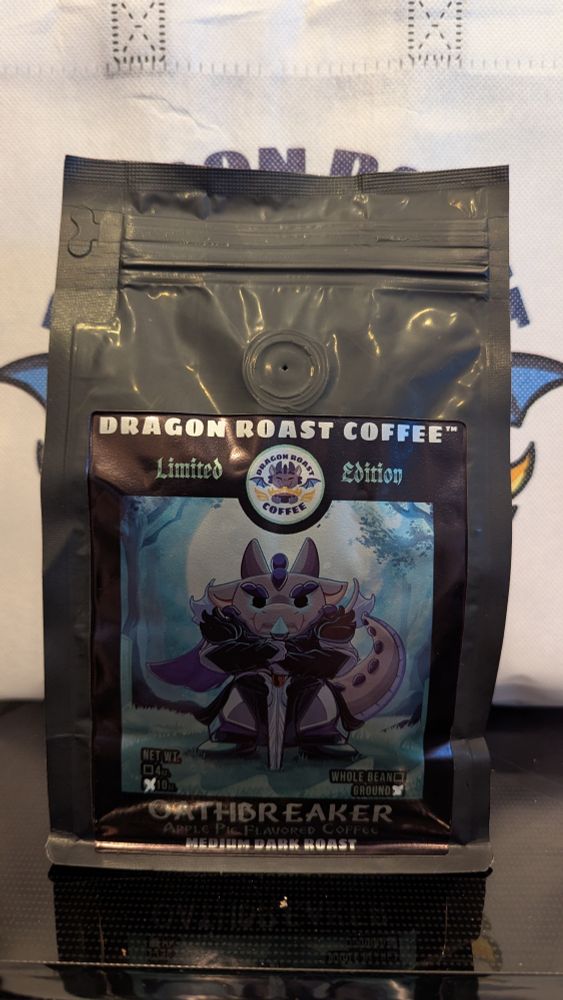 DRAGON ROAST COFFEE™
Limited Edition
DRAGON ROAST
COFFEE
NET WT.
4oz.
10oz.
WHOLE BEAN
GROUND
OATHBREAKER
Apple Pie Flavored Coffee
MEDIUM DARK ROAST